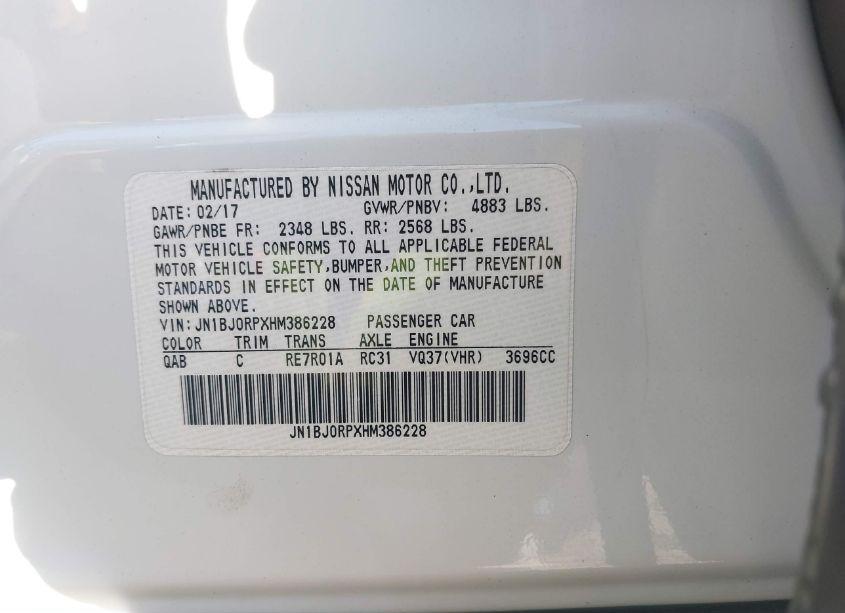 MANUFACTURED BY NISSAN MOTOR CO.,LTD.
DATE: 02/17 GVWR/PNBV: 4883 LBS.
GAWR/PNBE FR: 2348 LBS. RR: 2568 LBS.
THIS VEHICLE CONFORMS TO ALL APPLICABLE FEDERAL
MOTOR VEHICLE SAFETY,BUMPER,AND THEFT PREVENTION
STANDARDS IN EFFECT ON THE DATE OF MANUFACTURE
SHOWN ABOVE.
VIN:JN1BJ0RPXHM386228 PASSENGER CAR
COLOR TRIM TRANS AXLE ENGINE
QAB C RE7R01A RC31 VQ37(VHR) 3696CC
JN1BJ0RPXHM386228